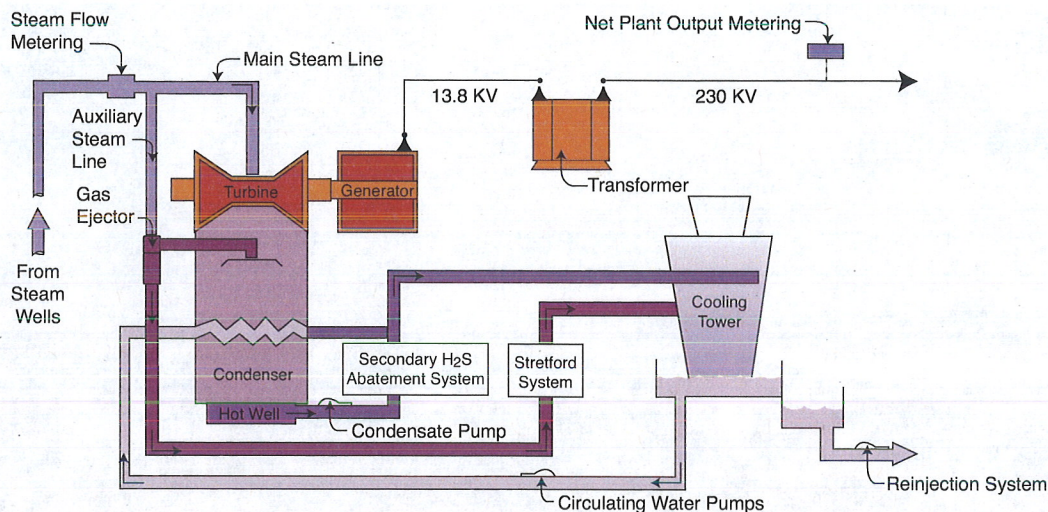 Steam Flow
Metering
Main Steam Line
Net Plant Output Metering
13.8 KV
230 KV
Auxiliary
Steam
Line
Turbine
Generator
Transformer
Gas
Ejector
From
Steam
Wells
Cooling
Tower
Secondary H₂S
Abatement System
Stretford
System
Condenser
Hot Well
Condensate Pump
Circulating Water Pumps
Reinjection System